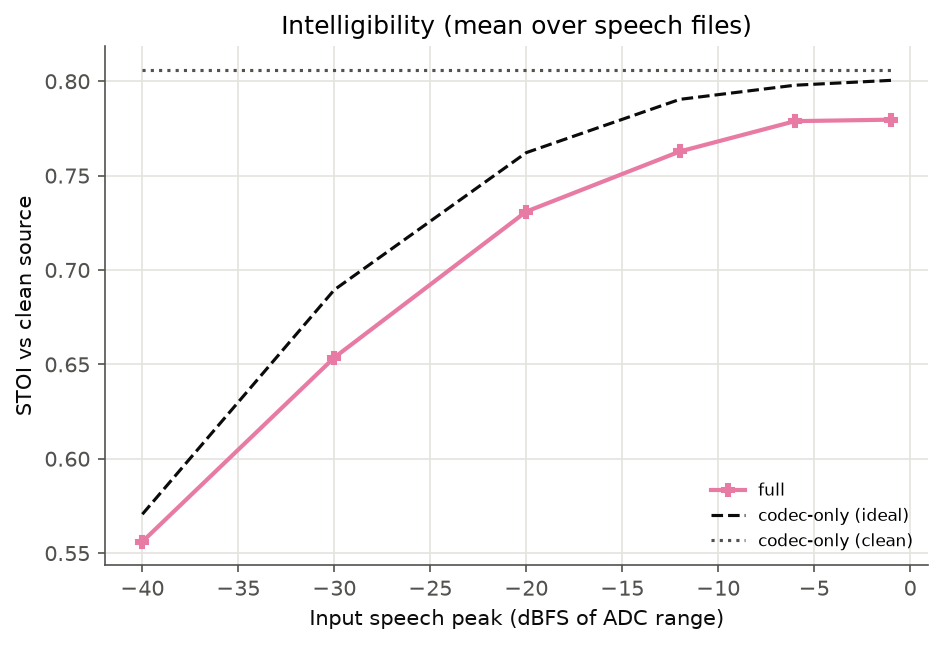 Intelligibility (mean over speech files)
STOI vs clean source
0.80
0.75
0.70
0.65
0.60
0.55
full
codec-only (ideal)
codec-only (clean)
−40 −35 −30 −25 −20 −15 −10 −5 0
Input speech peak (dBFS of ADC range)